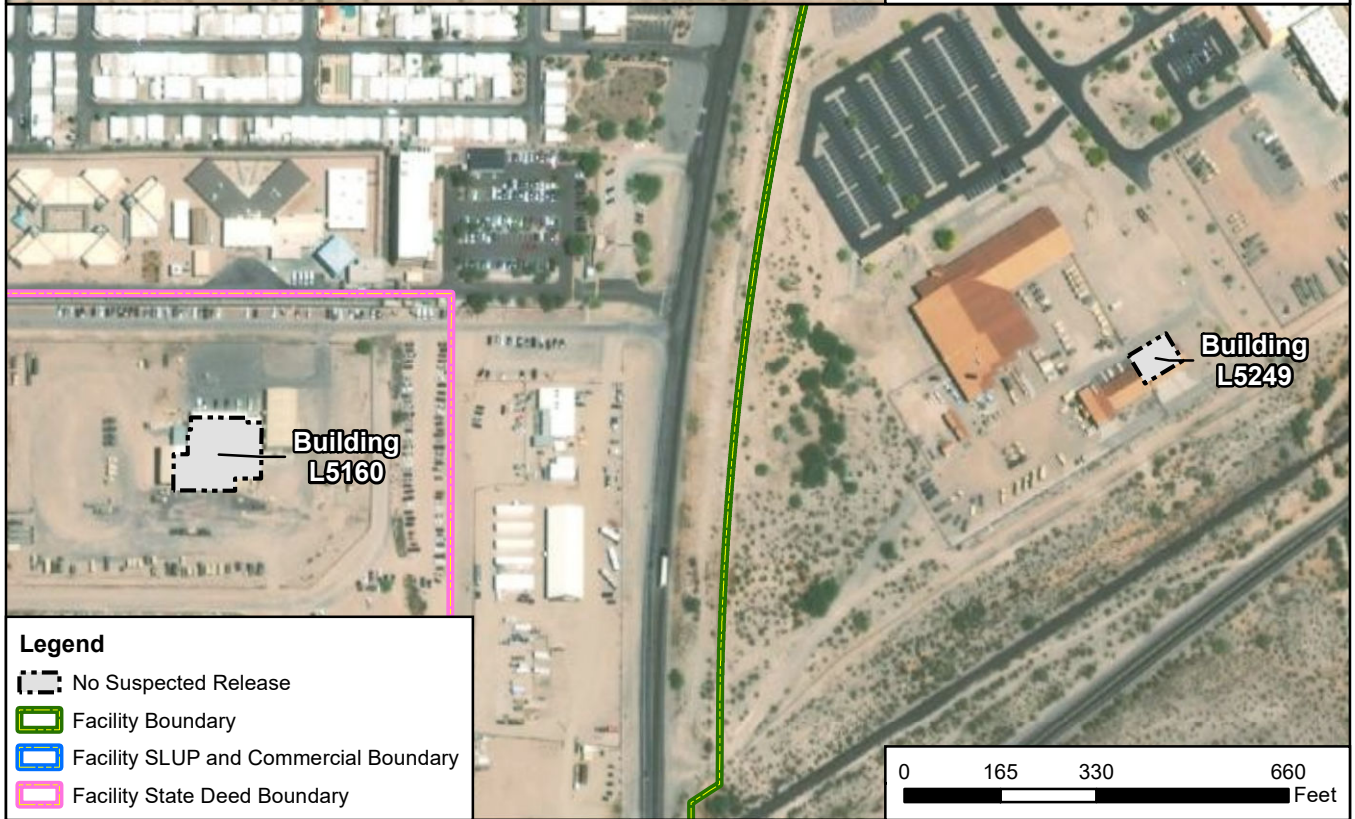 Building
L5249
Building
L5160
Legend
No Suspected Release
Facility Boundary
Facility SLUP and Commercial Boundary
Facility State Deed Boundary
0 165 330 660
Feet